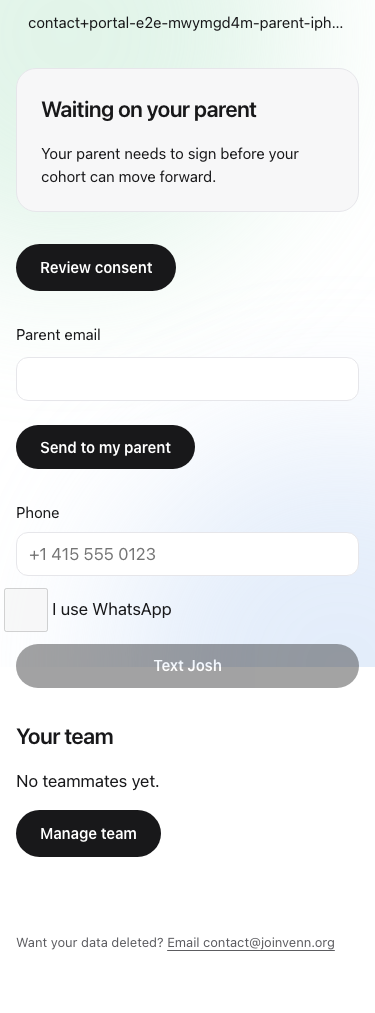 contact+portal-e2e-mwymgd4m-parent-iph...
Waiting on your parent
Your parent needs to sign before your
cohort can move forward.
Review consent
Parent email
Send to my parent
Phone
+1 415 555 0123
I use WhatsApp
Text Josh
Your team
No teammates yet.
Manage team
Want your data deleted? Email contact@joinvenn.org